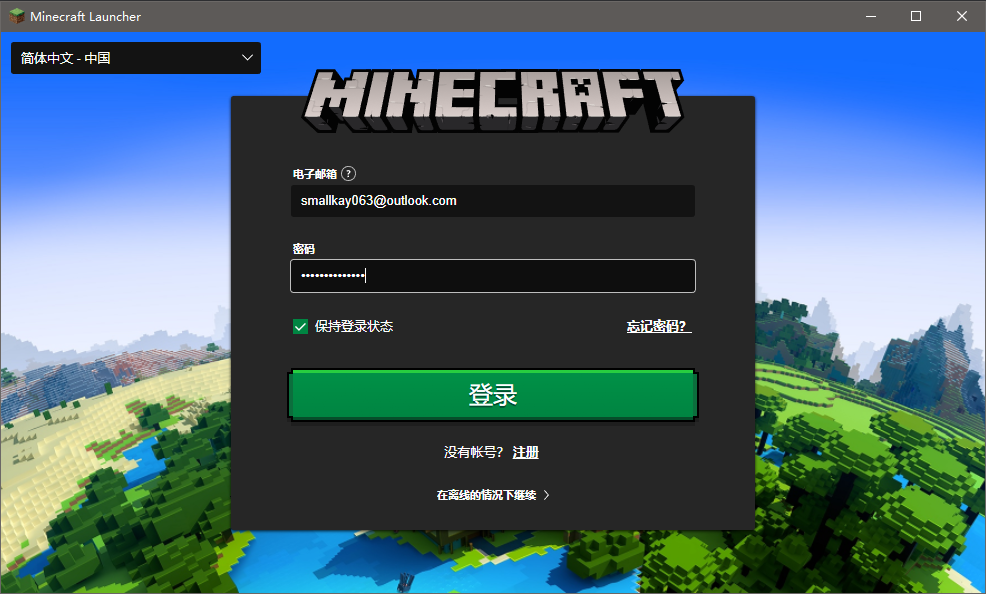 Minecraft Launcher
简体中文 - 中国
MINECRAFT
电子邮箱 ?
smallkay063@outlook.com
密码
••••••••••••••
保持登录状态 忘记密码?
登录
没有帐号? 注册
在离线的情况下继续 >